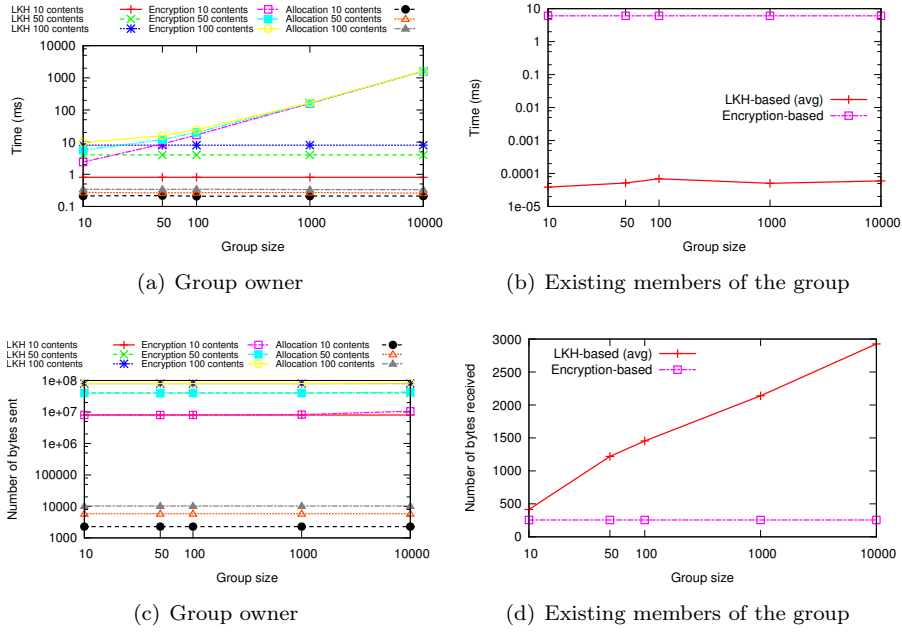 LKH 10 contents Encryption 10 contents Allocation 10 contents
LKH 50 contents Encryption 50 contents Allocation 50 contents
LKH 100 contents Encryption 100 contents Allocation 100 contents
10000
1000
100
10
1
0.1
Time (ms)
10 50 100 1000 10000
Group size
(a) Group owner
10
1
0.1
0.01
0.001
0.0001
1e-05
Time (ms)
LKH-based (avg)
Encryption-based
10 50 100 1000 10000
Group size
(b) Existing members of the group
LKH 10 contents Encryption 10 contents Allocation 10 contents
LKH 50 contents Encryption 50 contents Allocation 50 contents
LKH 100 contents Encryption 100 contents Allocation 100 contents
1e+08
1e+07
1e+06
100000
10000
1000
Number of bytes sent
10 50 100 1000 10000
Group size
(c) Group owner
3000
2500
2000
1500
1000
500
0
Number of bytes received
LKH-based (avg)
Encryption-based
10 50 100 1000 10000
Group size
(d) Existing members of the group